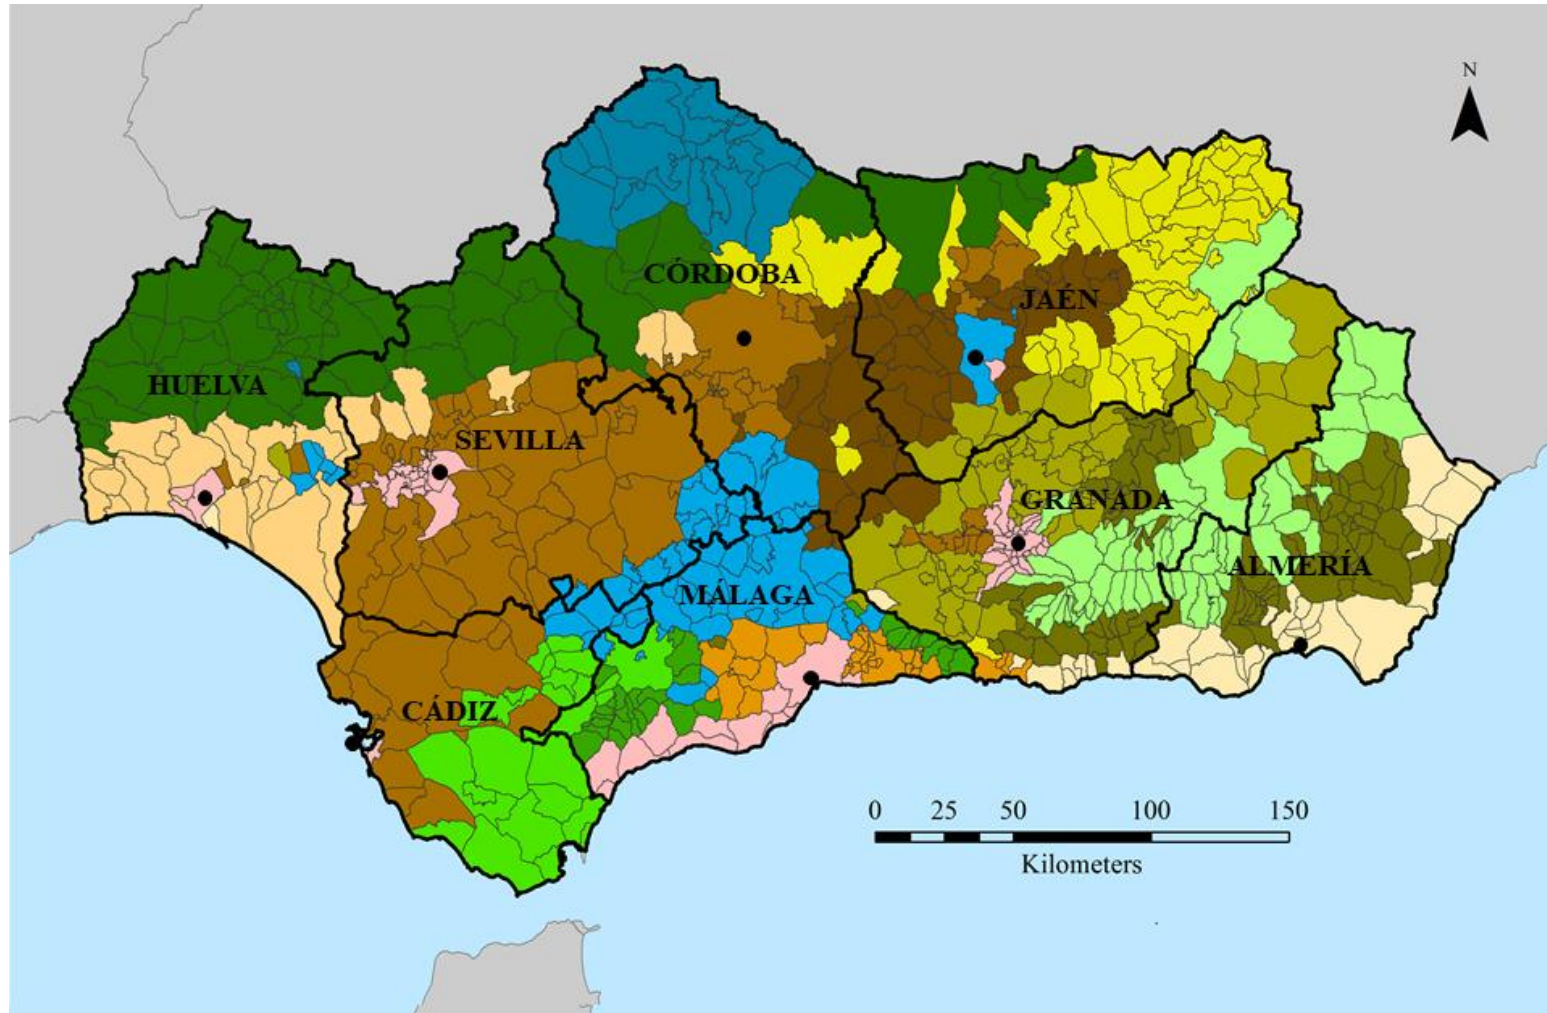 N
CÓRDOBA
JAÉN
HUELVA
SEVILLA
GRANADA
ALMERÍA
MÁLAGA
CÁDIZ
0 25 50 100 150
Kilometers